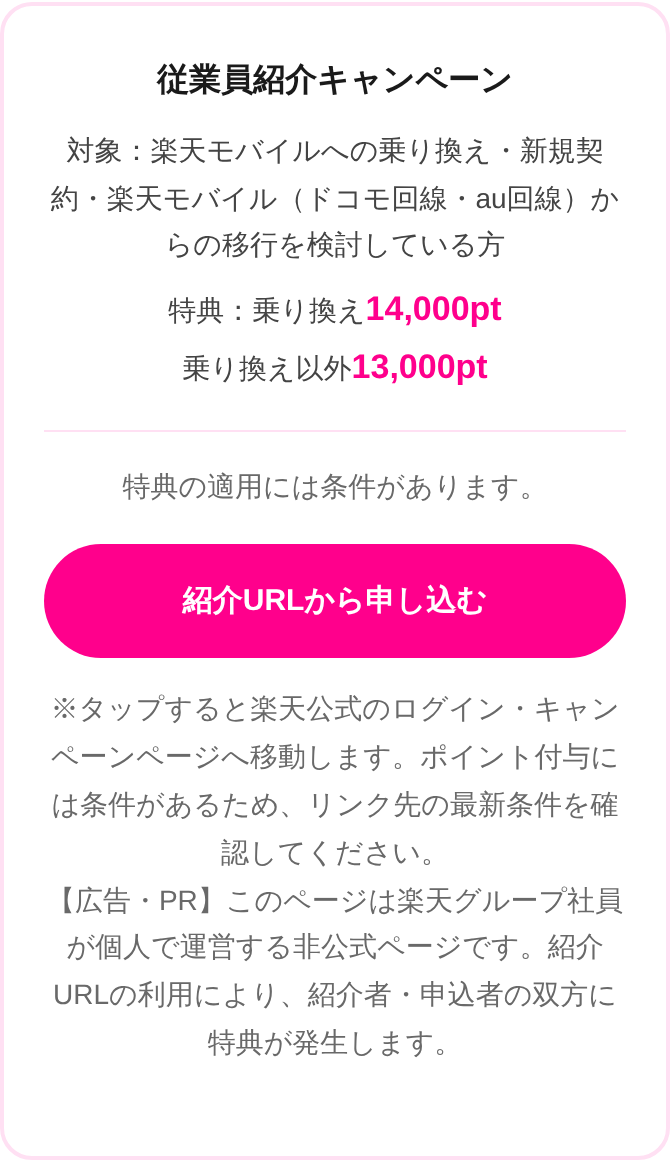 従業員紹介キャンペーン
対象：楽天モバイルへの乗り換え・新規契
約・楽天モバイル（ドコモ回線・au回線）か
らの移行を検討している方
特典：乗り換え14,000pt
乗り換え以外13,000pt
特典の適用には条件があります。
紹介URLから申し込む
※タップすると楽天公式のログイン・キャン
ペーンページへ移動します。ポイント付与に
は条件があるため、リンク先の最新条件を確
認してください。
【広告・PR】このページは楽天グループ社員
が個人で運営する非公式ページです。紹介
URLの利用により、紹介者・申込者の双方に
特典が発生します。